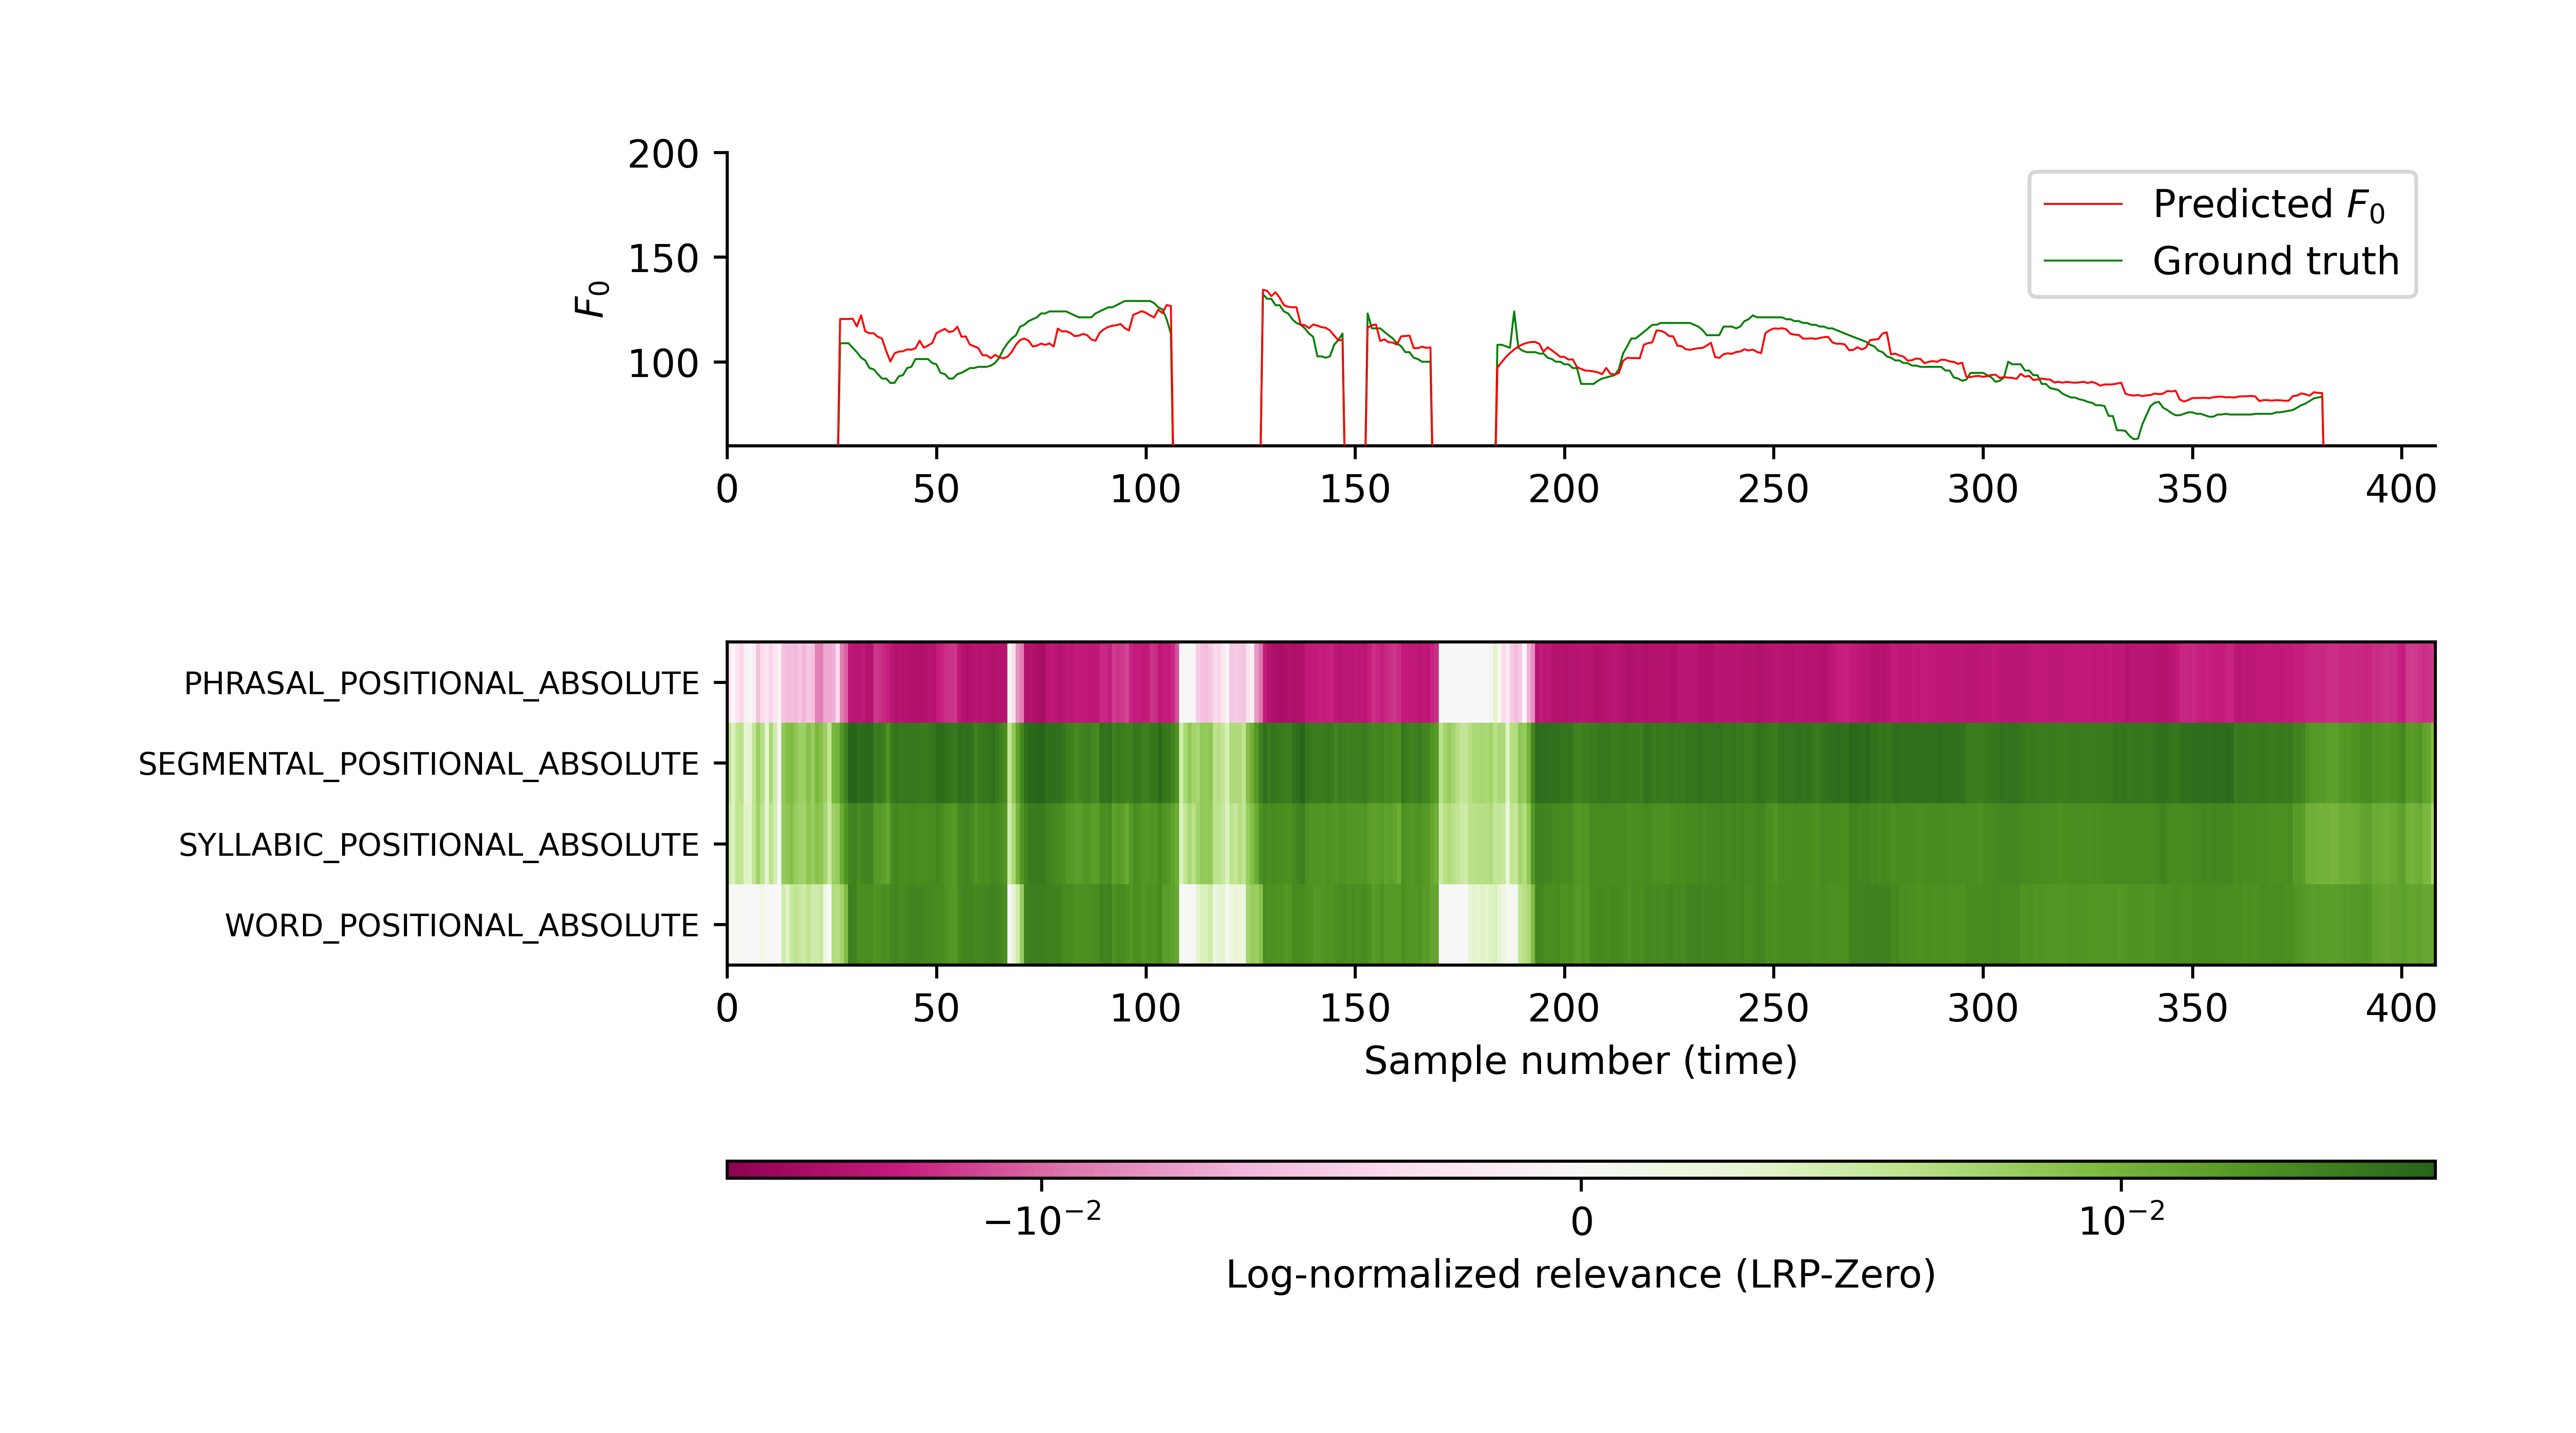 200
150
100
F₀
Predicted F₀
Ground truth
0 50 100 150 200 250 300 350 400
PHRASAL_POSITIONAL_ABSOLUTE
SEGMENTAL_POSITIONAL_ABSOLUTE
SYLLABIC_POSITIONAL_ABSOLUTE
WORD_POSITIONAL_ABSOLUTE
0 50 100 150 200 250 300 350 400
Sample number (time)
−10⁻² 0 10⁻²
Log-normalized relevance (LRP-Zero)